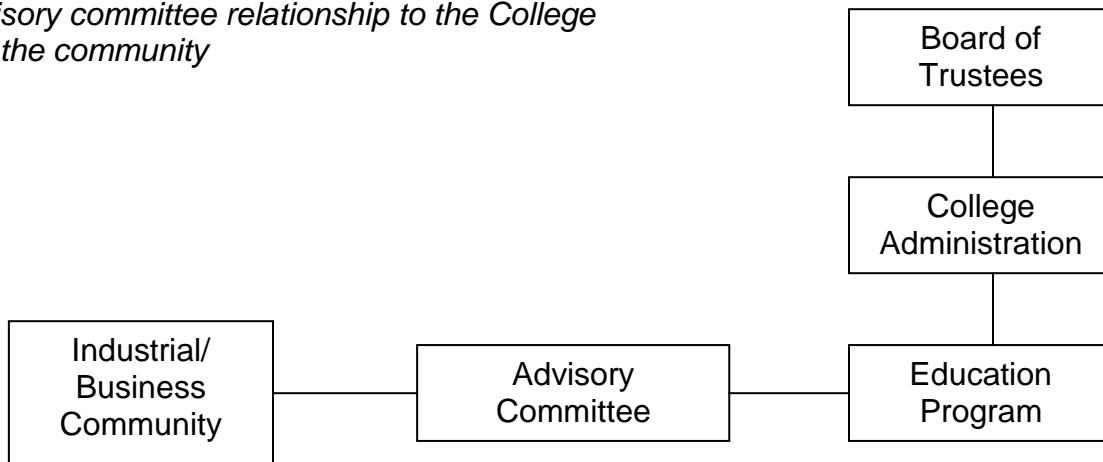 isory committee relationship to the College
the community
Board of
Trustees
College
Administration
Industrial/
Business
Community
Advisory
Committee
Education
Program